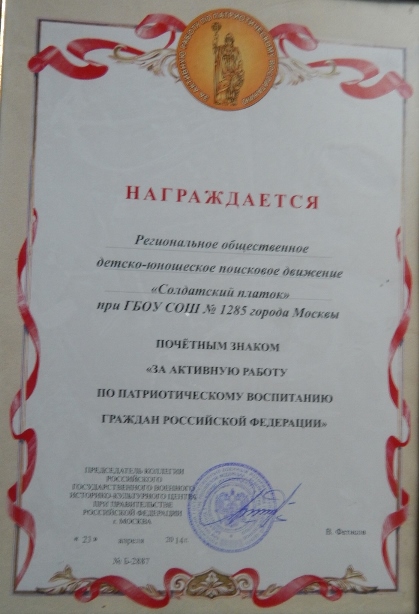 НАГРАЖДАЕТСЯ
Региональное общественное
детско-юношеское поисковое движение
«Солдатский платок»
при ГБОУ СОШ № 1285 города Москвы
ПОЧЁТНЫМ ЗНАКОМ
«ЗА АКТИВНУЮ РАБОТУ
ПО ПАТРИОТИЧЕСКОМУ ВОСПИТАНИЮ
ГРАЖДАН РОССИЙСКОЙ ФЕДЕРАЦИИ»
ПРЕДСЕДАТЕЛЬ КОЛЛЕГИИ
РОССИЙСКОГО
ГОСУДАРСТВЕННОГО ВОЕННОГО
ИСТОРИКО-КУЛЬТУРНОГО ЦЕНТРА
ПРИ ПРАВИТЕЛЬСТВЕ
РОССИЙСКОЙ ФЕДЕРАЦИИ
г. МОСКВА
В. Фетисов
« 23 » апреля 2014г.
№ Б-2887